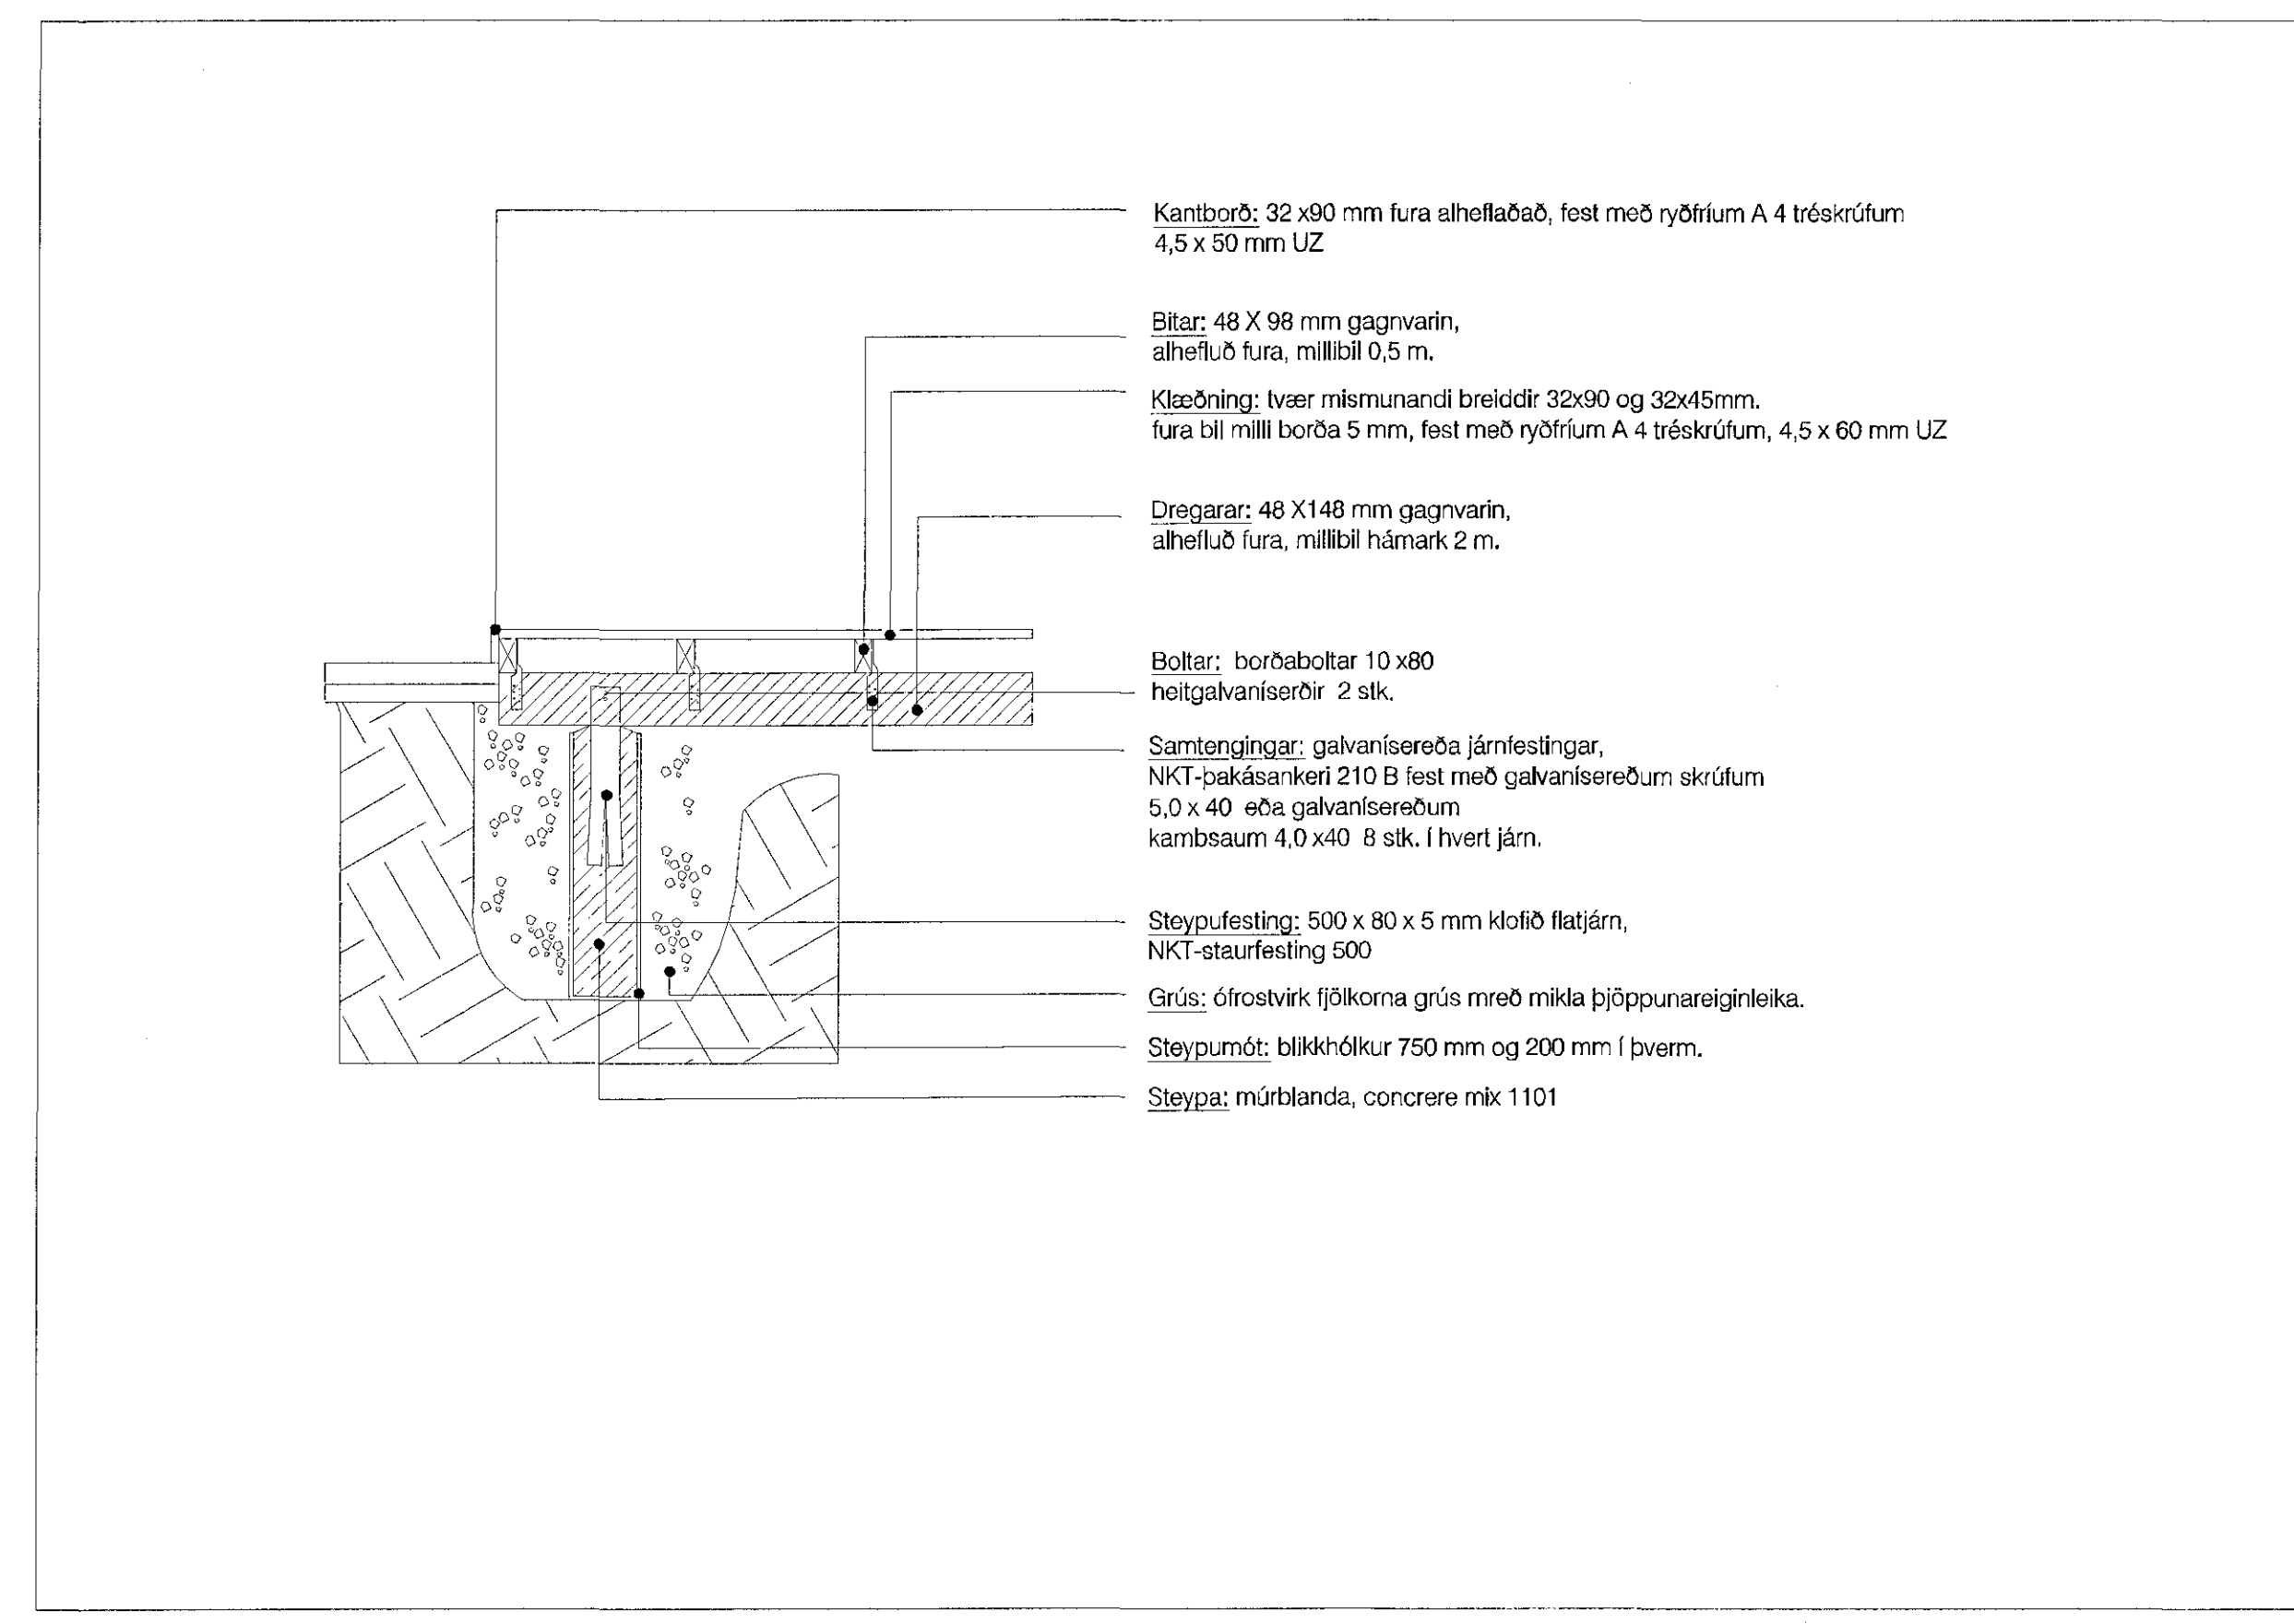 Kantborð: 32 x90 mm fura alheflaðað, fest með ryðfríum A 4 tréskrúfum
4,5 x 50 mm UZ
Bitar: 48 X 98 mm gagnvarin,
alhefluð fura, millibil 0,5 m.
Klæðning: tvær mismunandi breiddir 32x90 og 32x45mm.
fura bil milli borða 5 mm, fest með ryðfríum A 4 tréskrúfum, 4,5 x 60 mm UZ
Dregarar: 48 X148 mm gagnvarin,
alhefluð fura, millibil hámark 2 m.
Boltar: borðaboltar 10 x80
heitgalvaníserðir 2 stk.
Samtengingar: galvanísereða járnfestingar,
NKT-þakásankeri 210 B fest með galvanísereðum skrúfum
5,0 x 40 eða galvanísereðum
kambsaum 4,0 x40 8 stk. í hvert járn.
Steypufesting: 500 x 80 x 5 mm klofið flatjárn,
NKT-staurfesting 500
Grús: ófrostvirk fjölkorna grús mreð mikla þjöppunareiginleika.
Steypumót: blikkhólkur 750 mm og 200 mm í þverm.
Steypa: múrblanda, concrere mix 1101